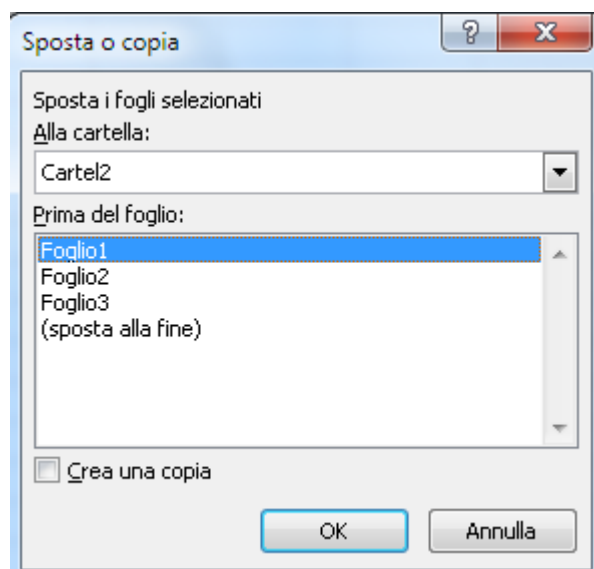 Sposta o copia
?
X
Sposta i fogli selezionati
Alla cartella:
Cartel2
Prima del foglio:
Foglio1
Foglio2
Foglio3
(sposta alla fine)
Crea una copia
OK
Annulla